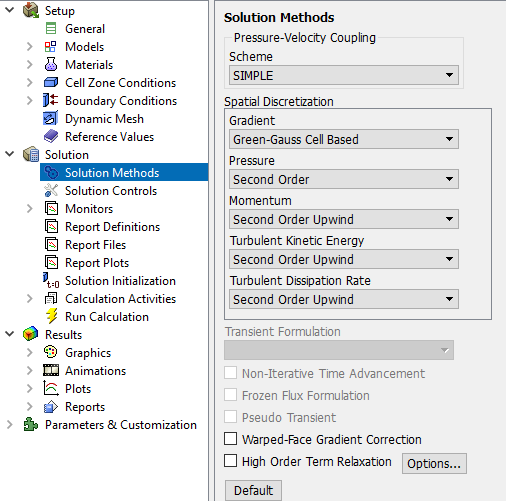 Setup
General
Models
Materials
Cell Zone Conditions
Boundary Conditions
Dynamic Mesh
Reference Values
Solution
Solution Methods
Solution Controls
Monitors
Report Definitions
Report Files
Report Plots
t=0 Solution Initialization
Calculation Activities
Run Calculation
Results
Graphics
Animations
Plots
Reports
Parameters & Customization
Solution Methods
Pressure-Velocity Coupling
Scheme
SIMPLE
Spatial Discretization
Gradient
Green-Gauss Cell Based
Pressure
Second Order
Momentum
Second Order Upwind
Turbulent Kinetic Energy
Second Order Upwind
Turbulent Dissipation Rate
Second Order Upwind
Transient Formulation
Non-Iterative Time Advancement
Frozen Flux Formulation
Pseudo Transient
Warped-Face Gradient Correction
High Order Term Relaxation Options...
Default